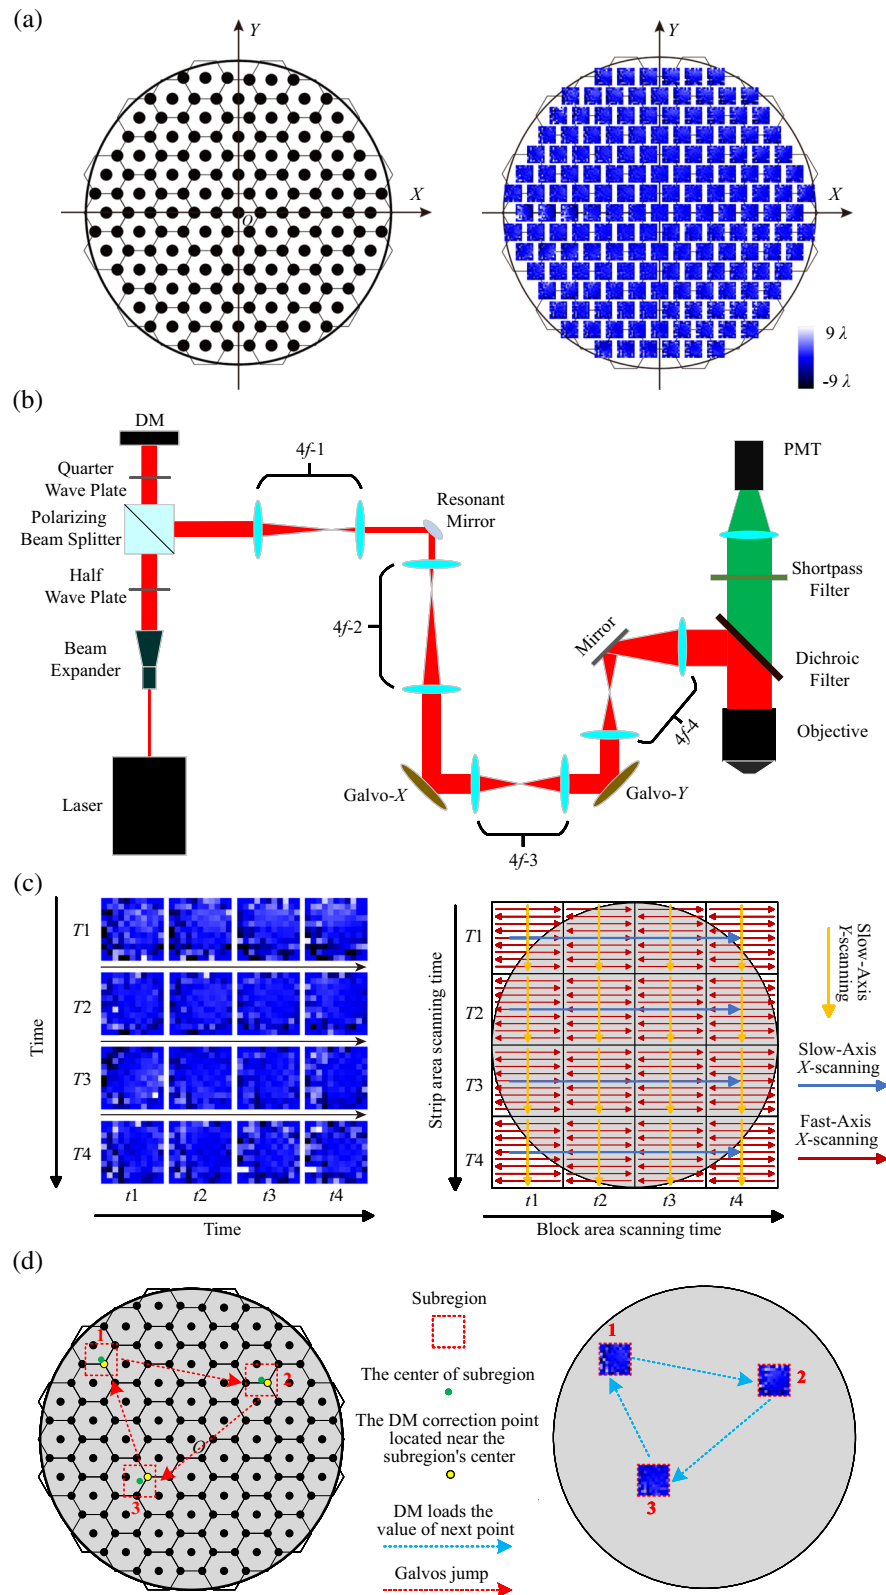 (a)
Y
X
O
Y
X
9 λ
-9 λ
(b)
DM
Quarter
Wave Plate
Polarizing
Beam Splitter
Half
Wave Plate
Beam
Expander
Laser
4f-1
Resonant
Mirror
4f-2
Galvo-X
4f-3
Galvo-Y
Mirror
4f-4
PMT
Shortpass
Filter
Dichroic
Filter
Objective
(c)
Time
T1
T2
T3
T4
t1
t2
t3
t4
Time
Strip area scanning time
T1
T2
T3
T4
t1
t2
t3
t4
Block area scanning time
Slow-Axis
Y-scanning
Slow-Axis
X-scanning
Fast-Axis
X-scanning
(d)
1
2
3
O
Subregion
The center of subregion
The DM correction point
located near the
subregion's center
DM loads the
value of next point
Galvos jump
1
2
3